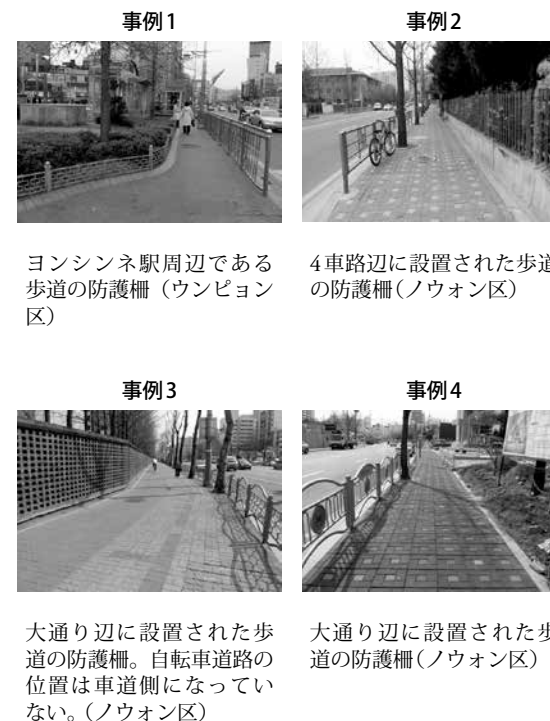 事例1
ヨンシンネ駅周辺である
歩道の防護柵（ウンピョン
区）
事例2
4車路辺に設置された歩道
の防護柵（ノウォン区）
事例3
大通り辺に設置された歩
道の防護柵。自転車道路の
位置は車道側になってい
ない。（ノウォン区）
事例4
大通り辺に設置された歩
道の防護柵（ノウォン区）